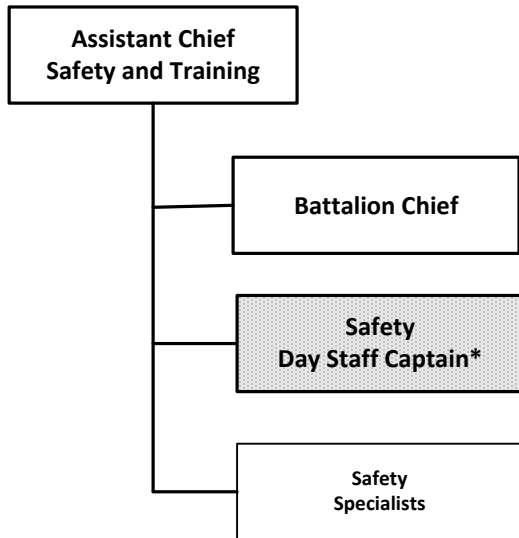 Assistant Chief
Safety and Training
Battalion Chief
Safety
Day Staff Captain*
Safety
Specialists